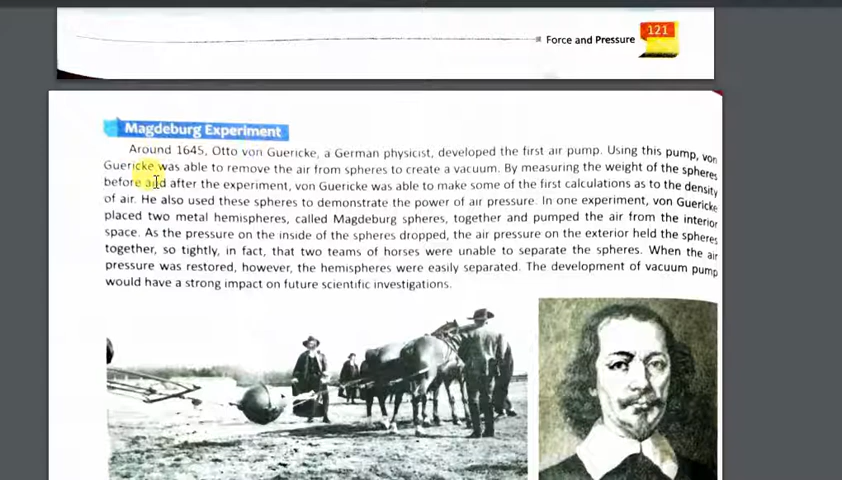 Force and Pressure 121
Magdeburg Experiment
Around 1645, Otto von Guericke, a German physicist, developed the first air pump. Using this pump, von
Guericke was able to remove the air from spheres to create a vacuum. By measuring the weight of the spheres
before and after the experiment, von Guericke was able to make some of the first calculations as to the density
of air. He also used these spheres to demonstrate the power of air pressure. In one experiment, von Guericke
placed two metal hemispheres, called Magdeburg spheres, together and pumped the air from the interior
space. As the pressure on the inside of the spheres dropped, the air pressure on the exterior held the spheres
together, so tightly, in fact, that two teams of horses were unable to separate the spheres. When the air
pressure was restored, however, the hemispheres were easily separated. The development of vacuum pump
would have a strong impact on future scientific investigations.